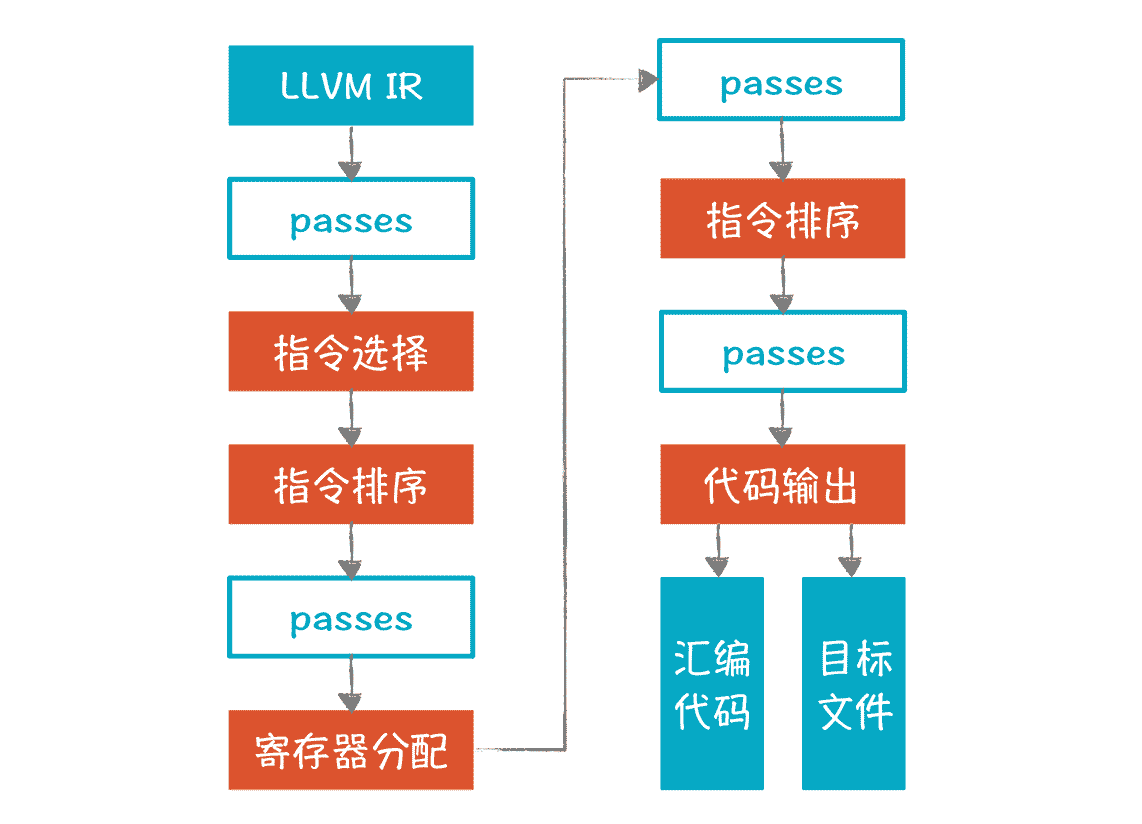 LLVM IR
passes
指令选择
指令排序
passes
寄存器分配
passes
指令排序
passes
代码输出
汇编
代码
目标
文件